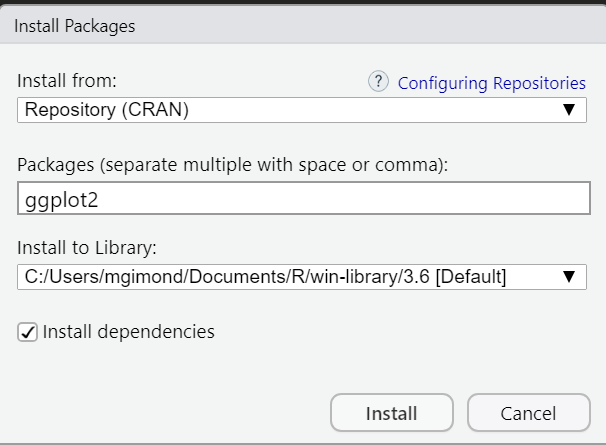 Install Packages
Install from:
? Configuring Repositories
Repository (CRAN)
Packages (separate multiple with space or comma):
ggplot2
Install to Library:
C:/Users/mgimond/Documents/R/win-library/3.6 [Default]
Install dependencies
Install
Cancel